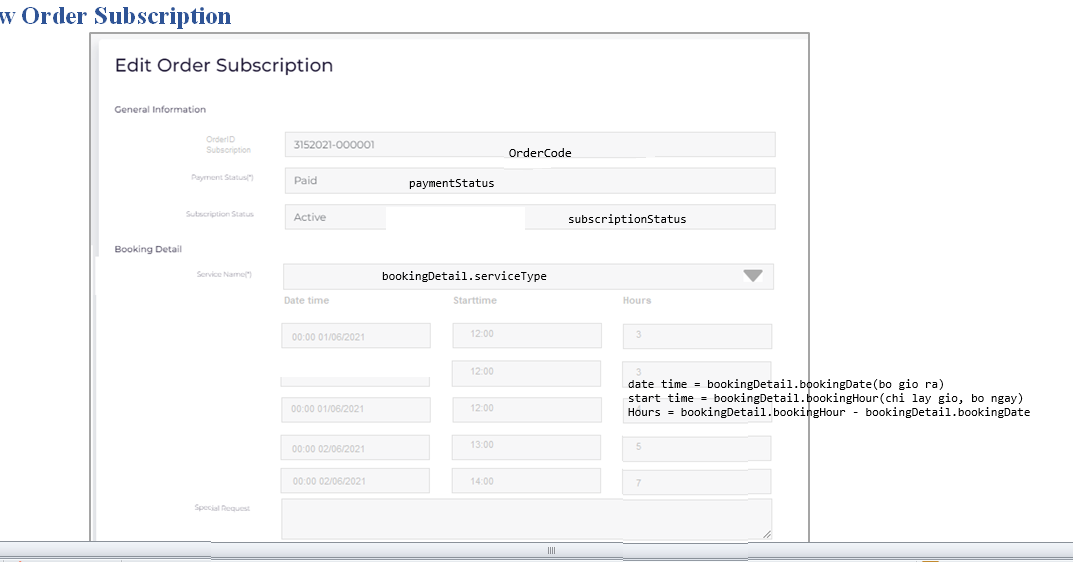 w Order Subscription
Edit Order Subscription
General Information
OrderID
Subscription
3152021-000001
OrderCode
Payment Status(*)
Paid
paymentStatus
Subscription Status
Active
subscriptionStatus
Booking Detail
Service Name(*)
bookingDetail.serviceType
Date time Starttime Hours
00:00 01/06/2021 12:00 3
12:00 3
date time = bookingDetail.bookingDate(bo gio ra)
start time = bookingDetail.bookingHour(chi lay gio, bo ngay)
00:00 01/06/2021 12:00
Hours = bookingDetail.bookingHour - bookingDetail.bookingDate
00:00 02/06/2021 13:00 5
00:00 02/06/2021 14:00 7
Special Request